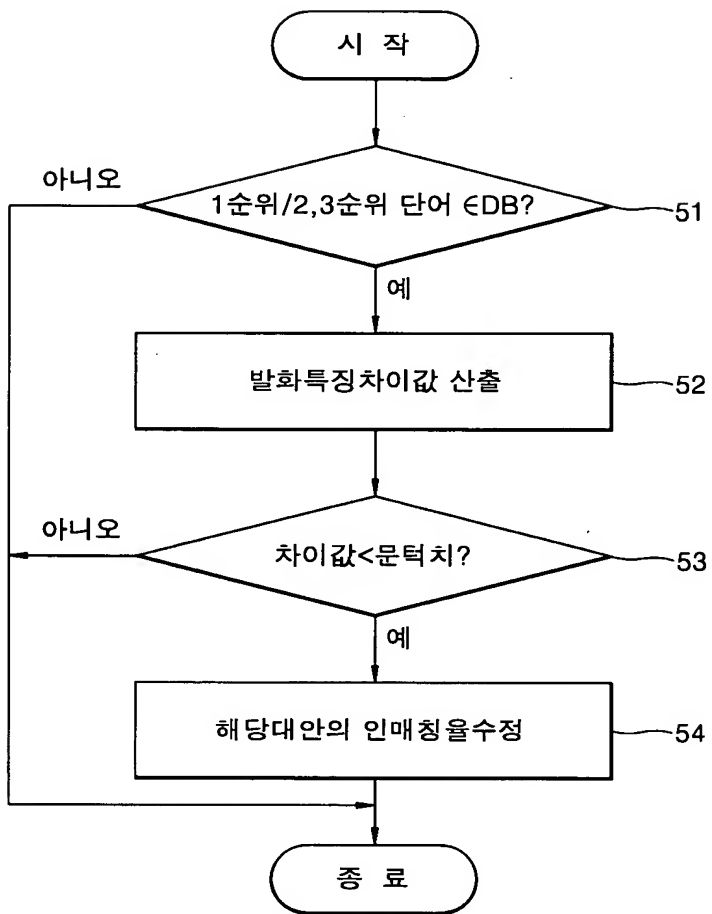 시 작
아니오
1순위/2,3순위 단어 ∈DB?
51
예
발화특징차이값 산출
52
아니오
차이값<문턱치?
53
예
해당대안의 인매칭율수정
54
종 료